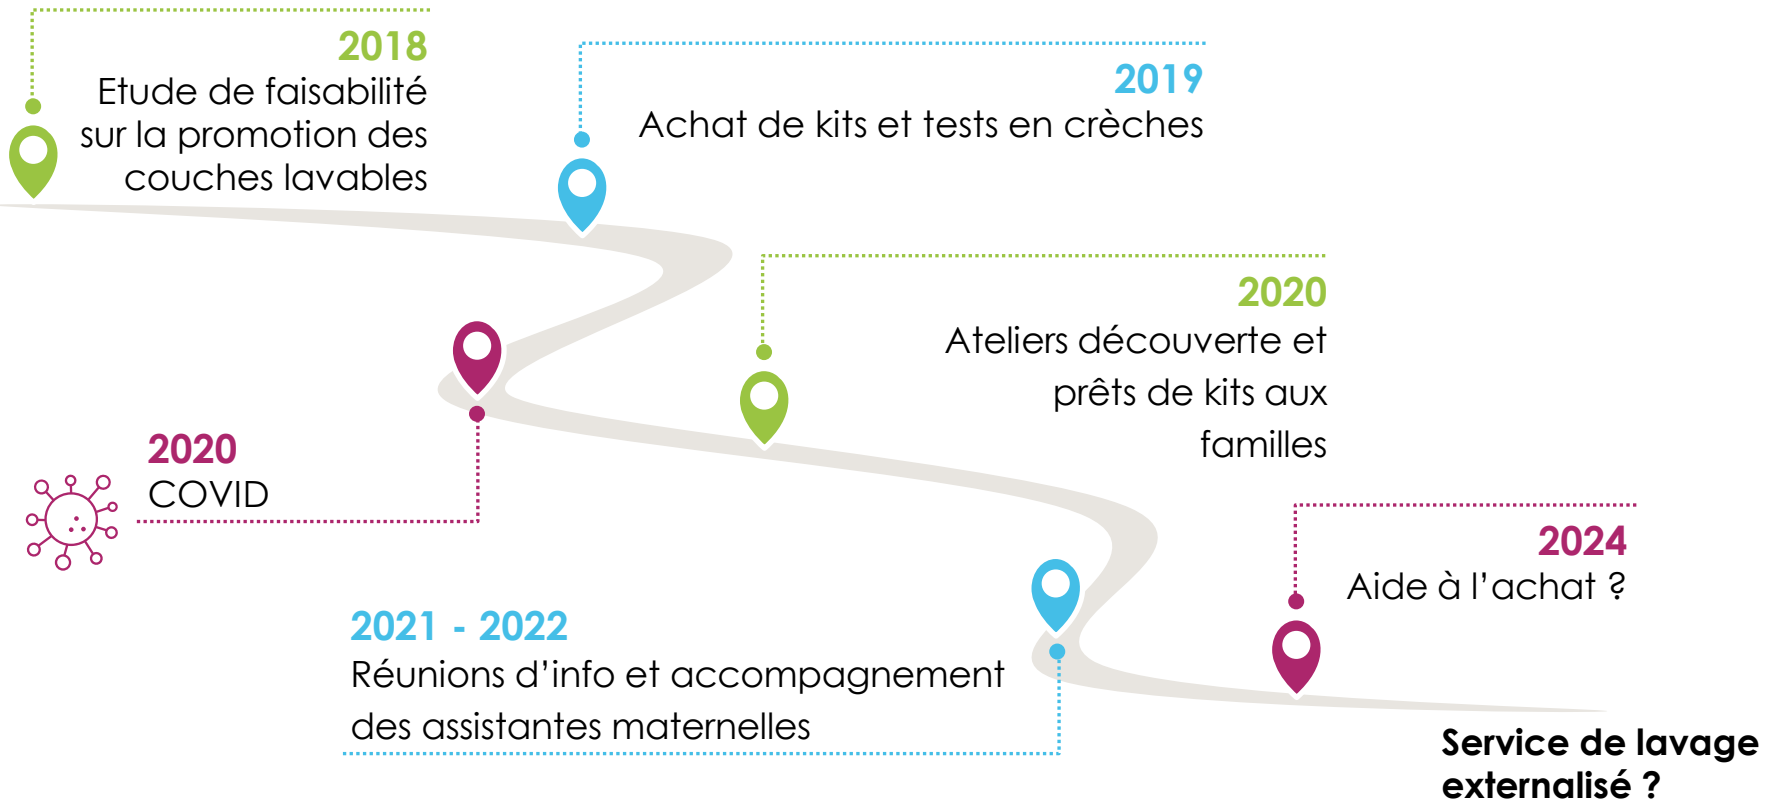 2018
Etude de faisabilité
sur la promotion des
couches lavables
2019
Achat de kits et tests en crèches
2020
COVID
2020
Ateliers découverte et
prêts de kits aux
familles
2021 - 2022
Réunions d’info et accompagnement
des assistantes maternelles
2024
Aide à l’achat ?
Service de lavage
externalisé ?